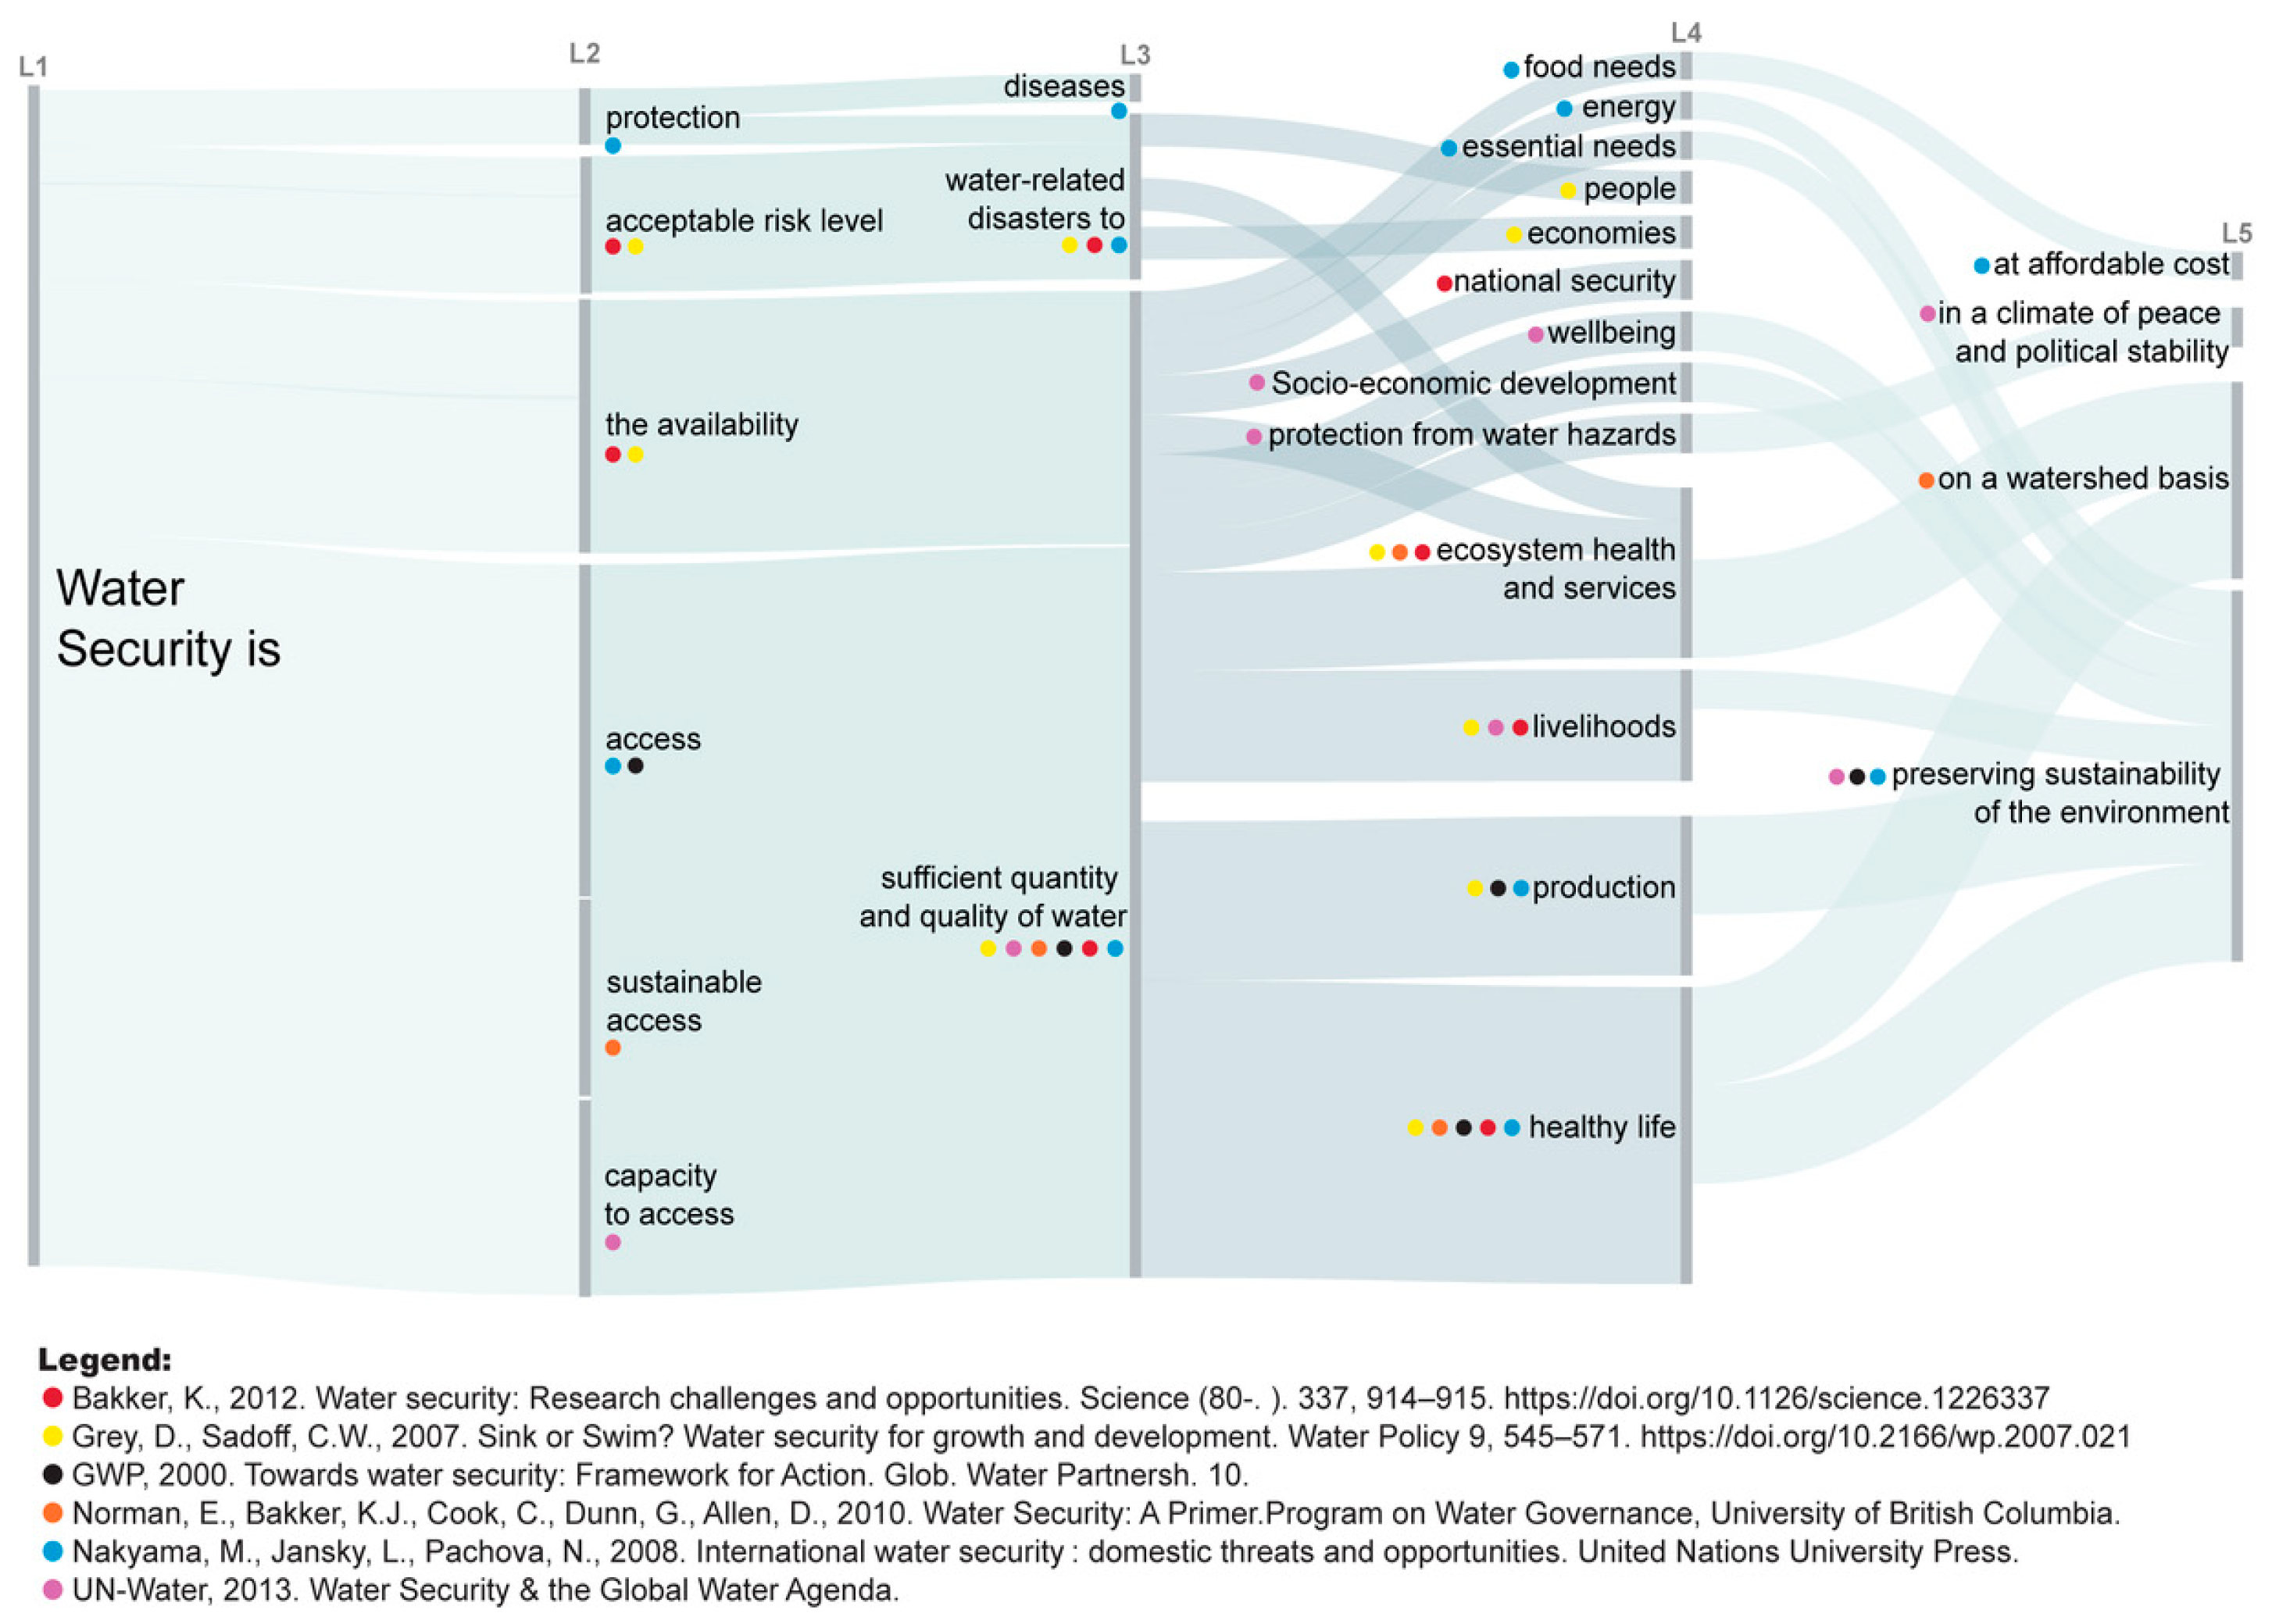 L1
L2
L3
L4
L5
Water
Security is
protection
acceptable risk level
the availability
access
sustainable
access
capacity
to access
diseases
water-related
disasters to
sufficient quantity
and quality of water
food needs
energy
essential needs
people
economies
national security
wellbeing
Socio-economic development
protection from water hazards
ecosystem health
and services
livelihoods
production
healthy life
at affordable cost
in a climate of peace
and political stability
on a watershed basis
preserving sustainability
of the environment
Legend:
Bakker, K., 2012. Water security: Research challenges and opportunities. Science (80-. ). 337, 914–915. https://doi.org/10.1126/science.1226337
Grey, D., Sadoff, C.W., 2007. Sink or Swim? Water security for growth and development. Water Policy 9, 545–571. https://doi.org/10.2166/wp.2007.021
GWP, 2000. Towards water security: Framework for Action. Glob. Water Partnersh. 10.
Norman, E., Bakker, K.J., Cook, C., Dunn, G., Allen, D., 2010. Water Security: A Primer.Program on Water Governance, University of British Columbia.
Nakyama, M., Jansky, L., Pachova, N., 2008. International water security : domestic threats and opportunities. United Nations University Press.
UN-Water, 2013. Water Security & the Global Water Agenda.